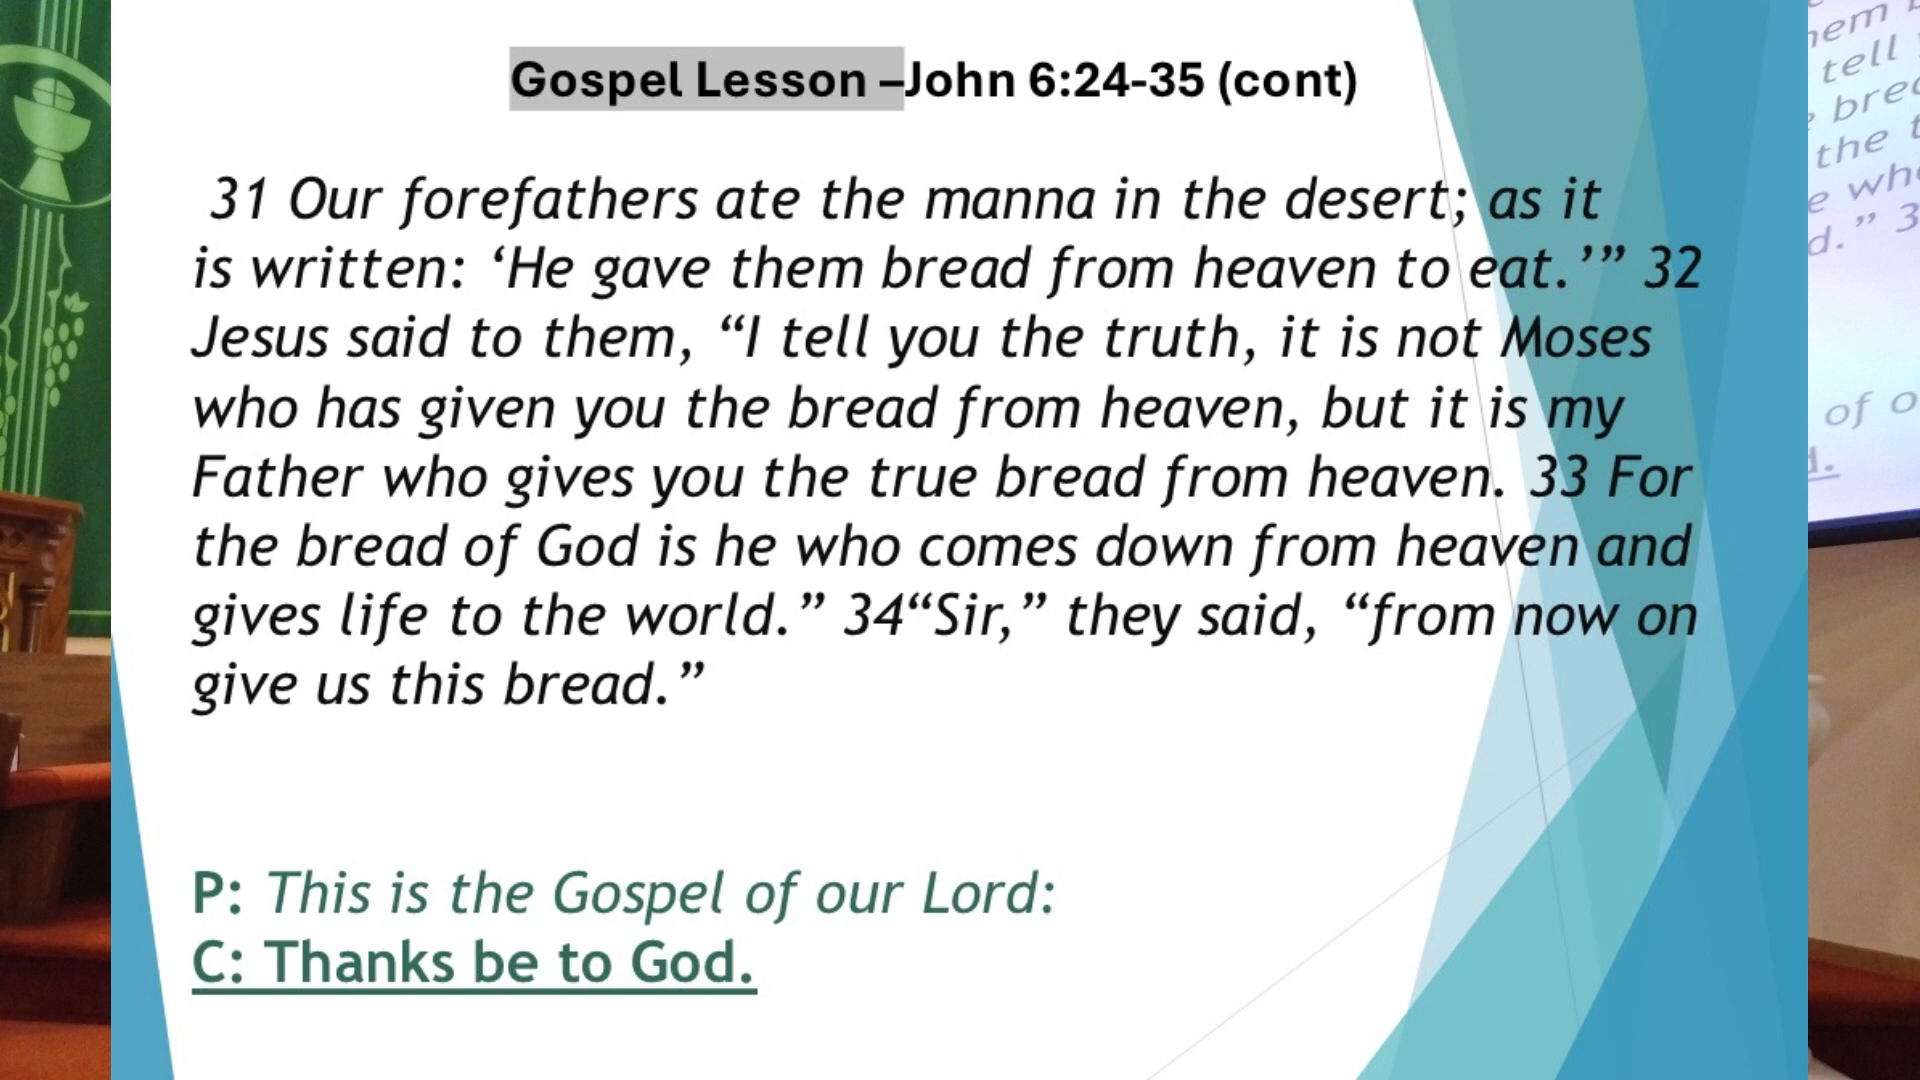 Gospel Lesson –John 6:24-35 (cont)
31 Our forefathers ate the manna in the desert; as it
is written: ‘He gave them bread from heaven to eat.’” 32
Jesus said to them, “I tell you the truth, it is not Moses
who has given you the bread from heaven, but it is my
Father who gives you the true bread from heaven. 33 For
the bread of God is he who comes down from heaven and
gives life to the world.” 34“Sir,” they said, “from now on
give us this bread.”
P: This is the Gospel of our Lord:
C: Thanks be to God.
tell
the
of
d.” 3